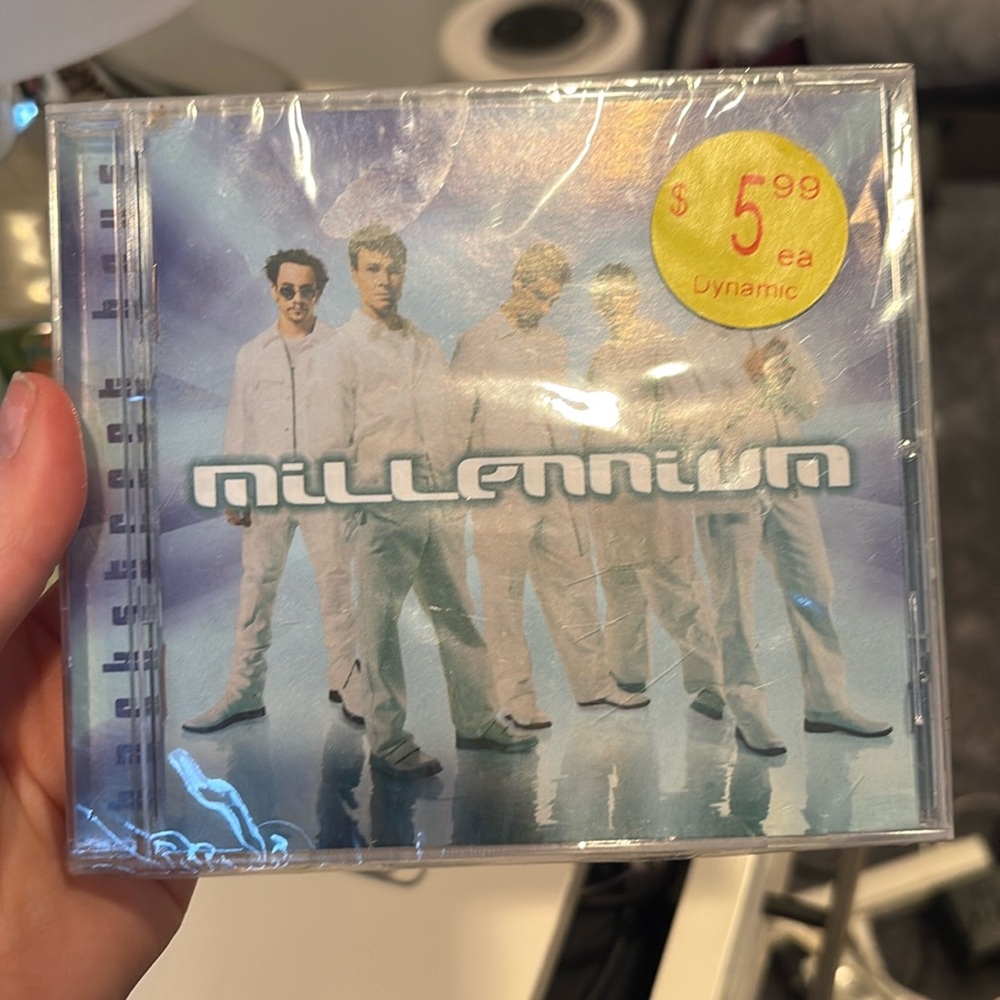 backstreet boys
$ 5 99
ea
Dynamic
millennium